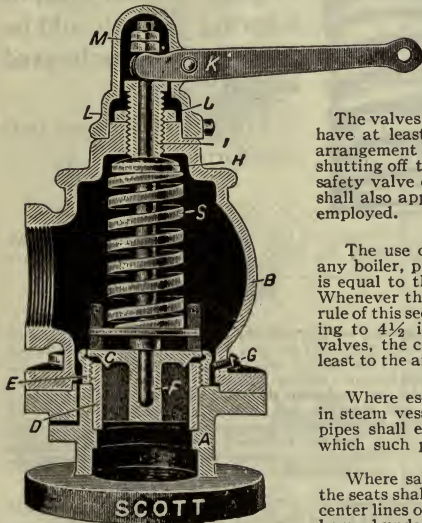 M
K
L
L
I
H
S
B
C
G
E
F
D
A
SCOTT
The valves
have at least
arrangement
shutting off t
safety valve
shall also app
employed.
The use o
any boiler, p
is equal to th
Whenever th
rule of this sec
ing to 4½ i
valves, the c
least to the a
Where es
in steam vess
pipes shall e
which such p
Where sa
the seats shal
center lines o